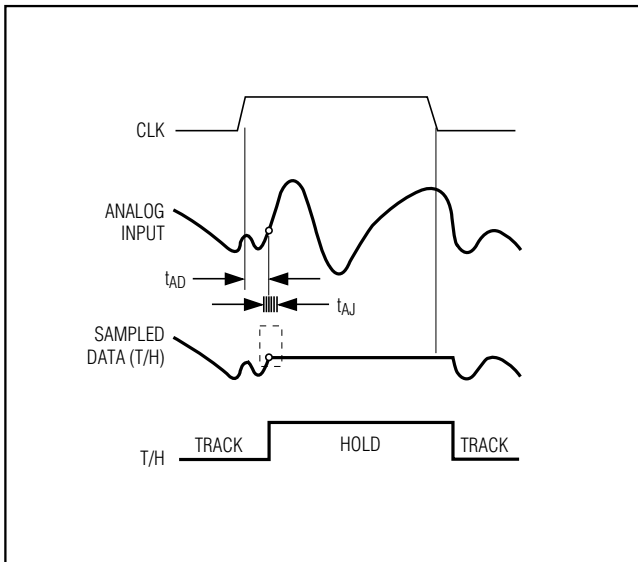 CLK
ANALOG
INPUT
tAD
tAJ
SAMPLED
DATA (T/H)
T/H TRACK HOLD TRACK